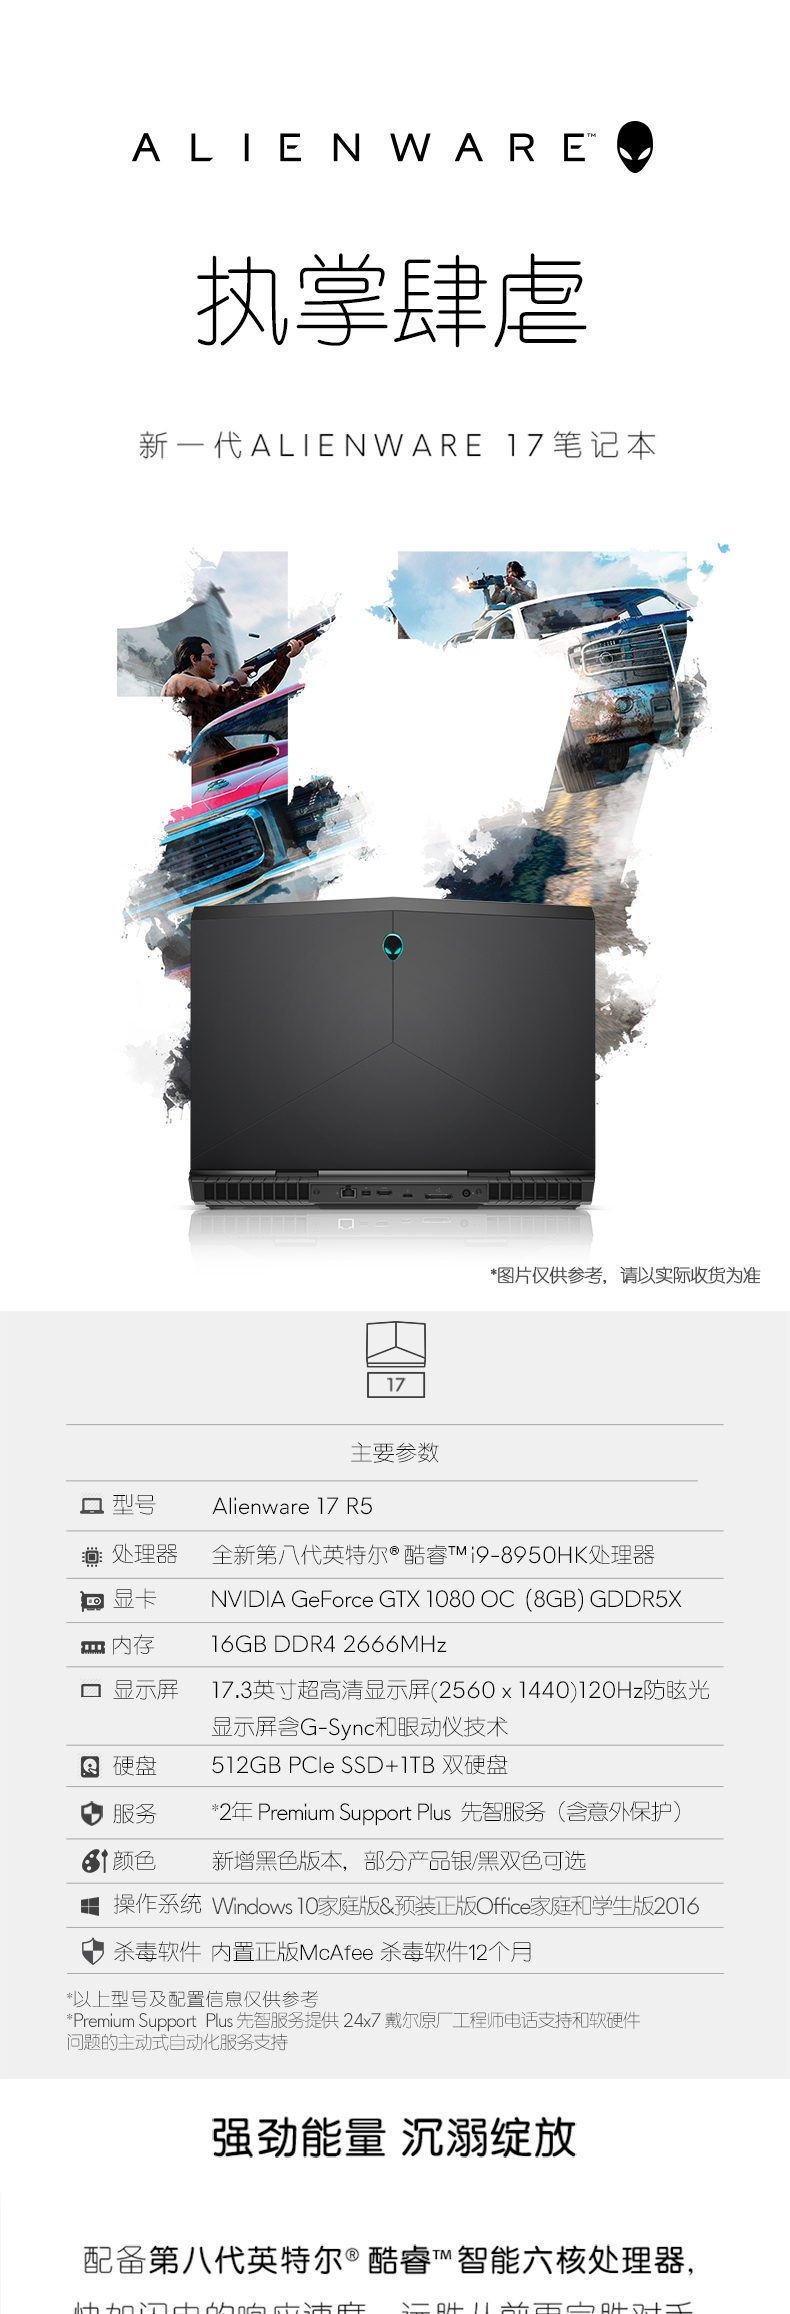 ALIENWARE™
执掌肆虐
新一代ALIENWARE 17笔记本
*图片仅供参考，请以实际收货为准
17
主要参数
型号 Alienware 17 R5
处理器 全新第八代英特尔® 酷睿™ i9-8950HK处理器
显卡 NVIDIA GeForce GTX 1080 OC (8GB) GDDR5X
内存 16GB DDR4 2666MHz
显示屏 17.3英寸超高清显示屏(2560 x 1440)120Hz防眩光
显示屏含G-Sync和眼动仪技术
硬盘 512GB PCIe SSD+1TB 双硬盘
服务 *2年 Premium Support Plus 先智服务（含意外保护）
颜色 新增黑色版本，部分产品银/黑双色可选
操作系统 Windows 10家庭版&预装正版Office家庭和学生版2016
杀毒软件 内置正版McAfee 杀毒软件12个月
*以上型号及配置信息仅供参考
*Premium Support Plus 先智服务提供 24x7 戴尔原厂工程师电话支持和软硬件
问题的主动式自动化服务支持
强劲能量 沉溺绽放
配备第八代英特尔® 酷睿™ 智能六核处理器，